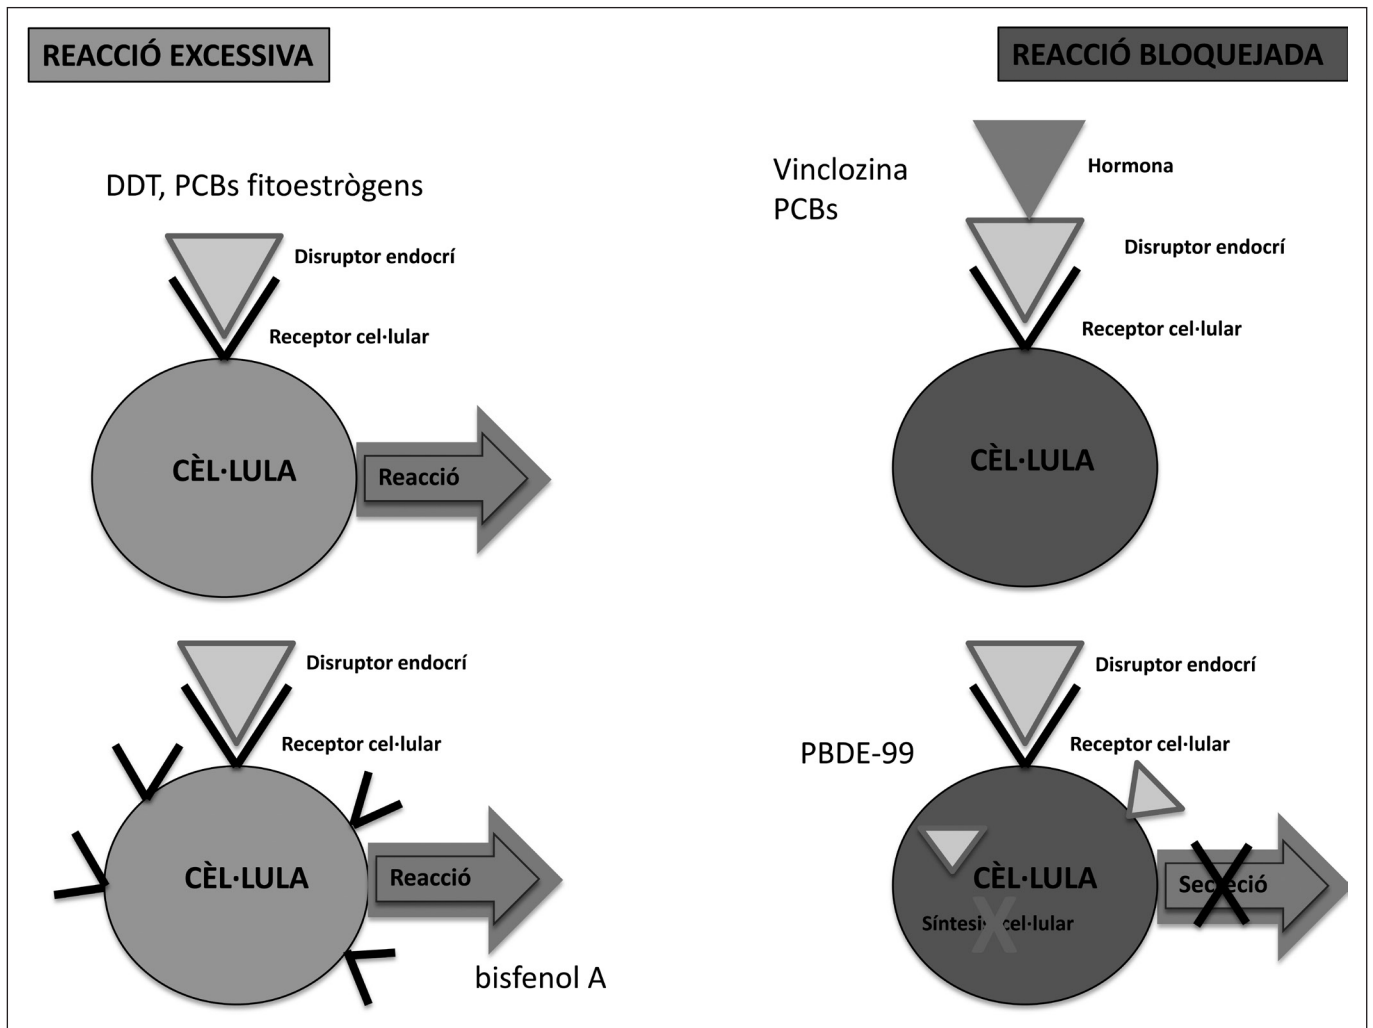 REACCIÓ EXCESSIVA
REACCIÓ BLOQUEJADA
DDT, PCBs fitoestrògens
Disruptor endocrí
Receptor cel·lular
CÈL·LULA
Reacció
Vinclozina
PCBs
Hormona
Disruptor endocrí
Receptor cel·lular
CÈL·LULA
Disruptor endocrí
Receptor cel·lular
CÈL·LULA
Reacció
bisfenol A
PBDE-99
Disruptor endocrí
Receptor cel·lular
CÈL·LULA
Síntesi cel·lular
Secreció